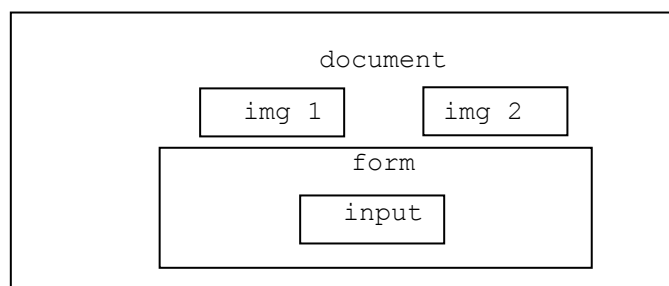 document
img 1 img 2
form
input